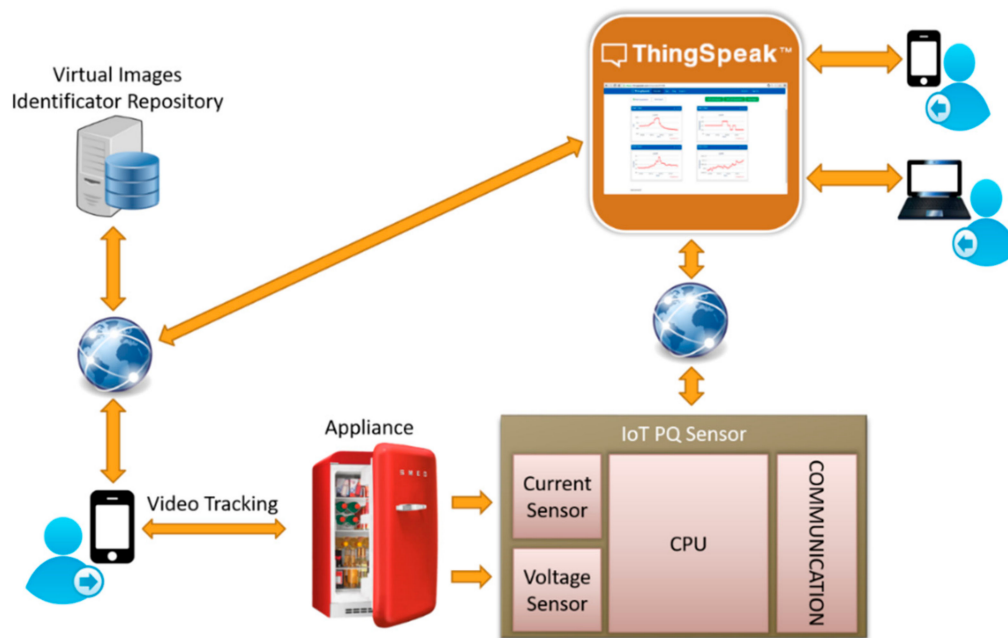 Virtual Images
Identificator Repository
ThingSpeak™
Appliance
SMEG
Video Tracking
IoT PQ Sensor
Current
Sensor
Voltage
Sensor
CPU
COMMUNICATION